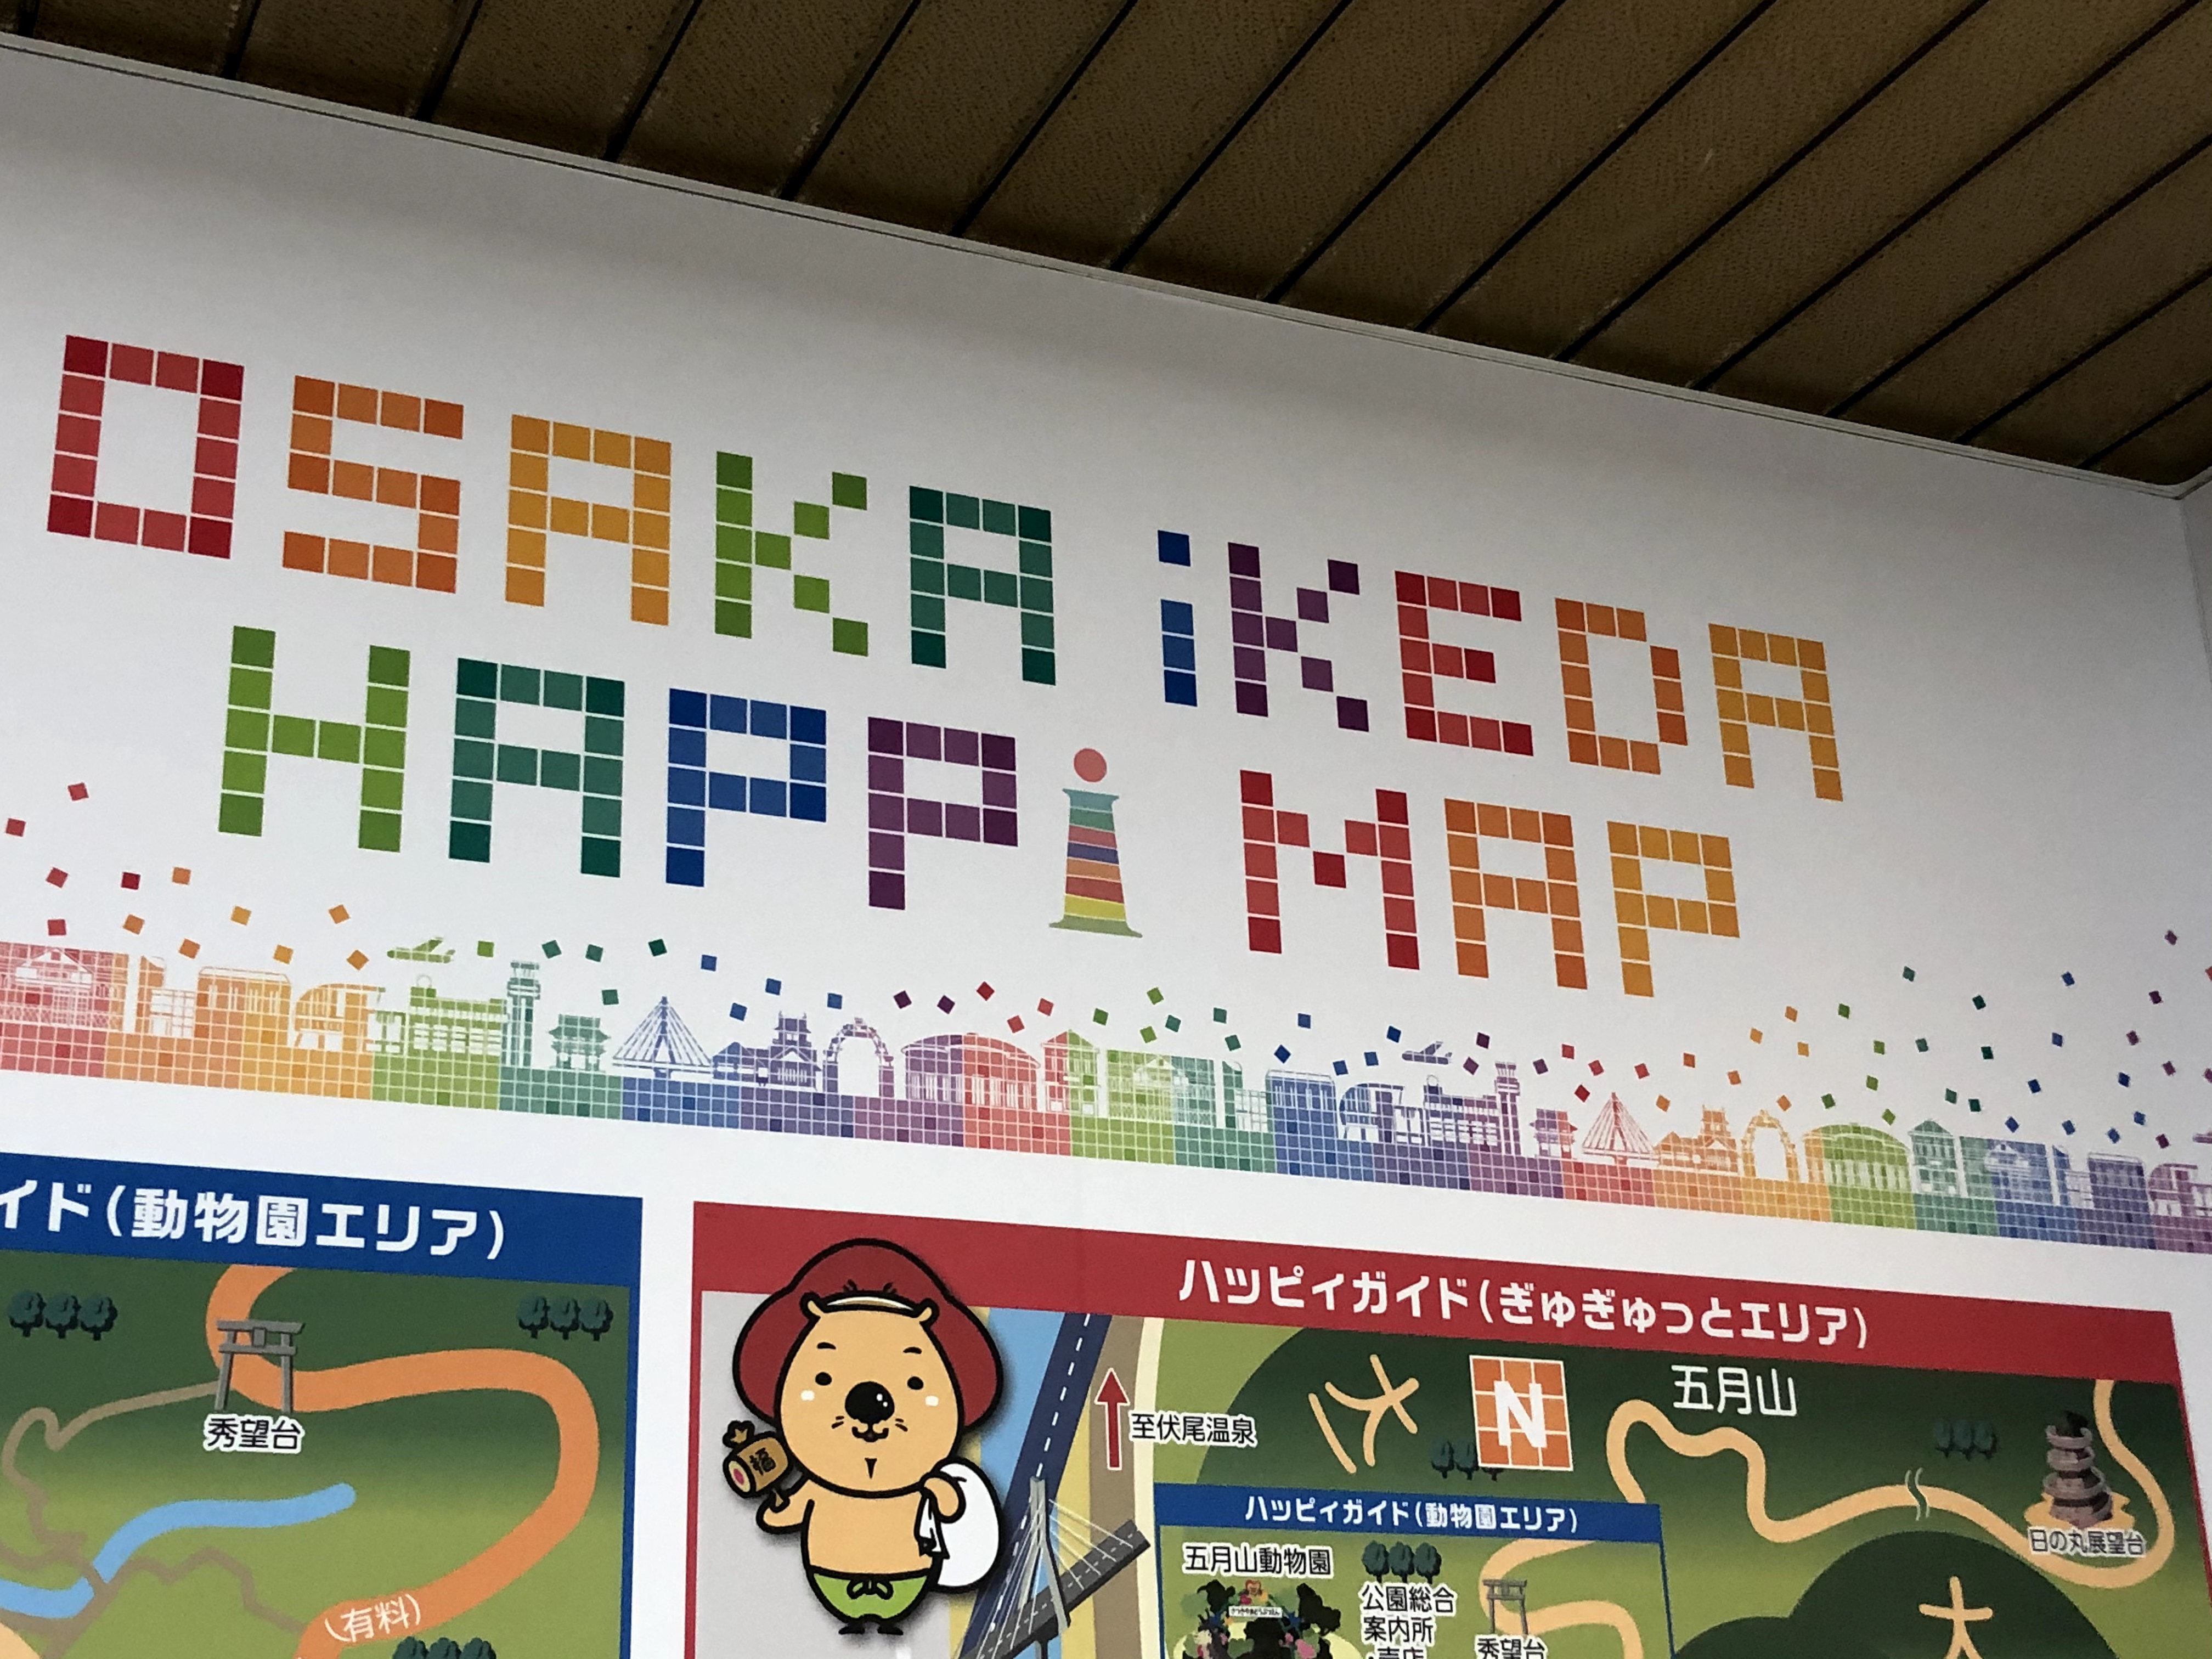 OSAKA iKEDA
HAPPi MAP
イド(動物園エリア)
秀望台
(有料)
ハッピィガイド(ぎゅぎゅっとエリア)
福
至伏尾温泉
N
五月山
日の丸展望台
大
ハッピィガイド(動物園エリア)
五月山動物園
公園総合
案内所
秀望台